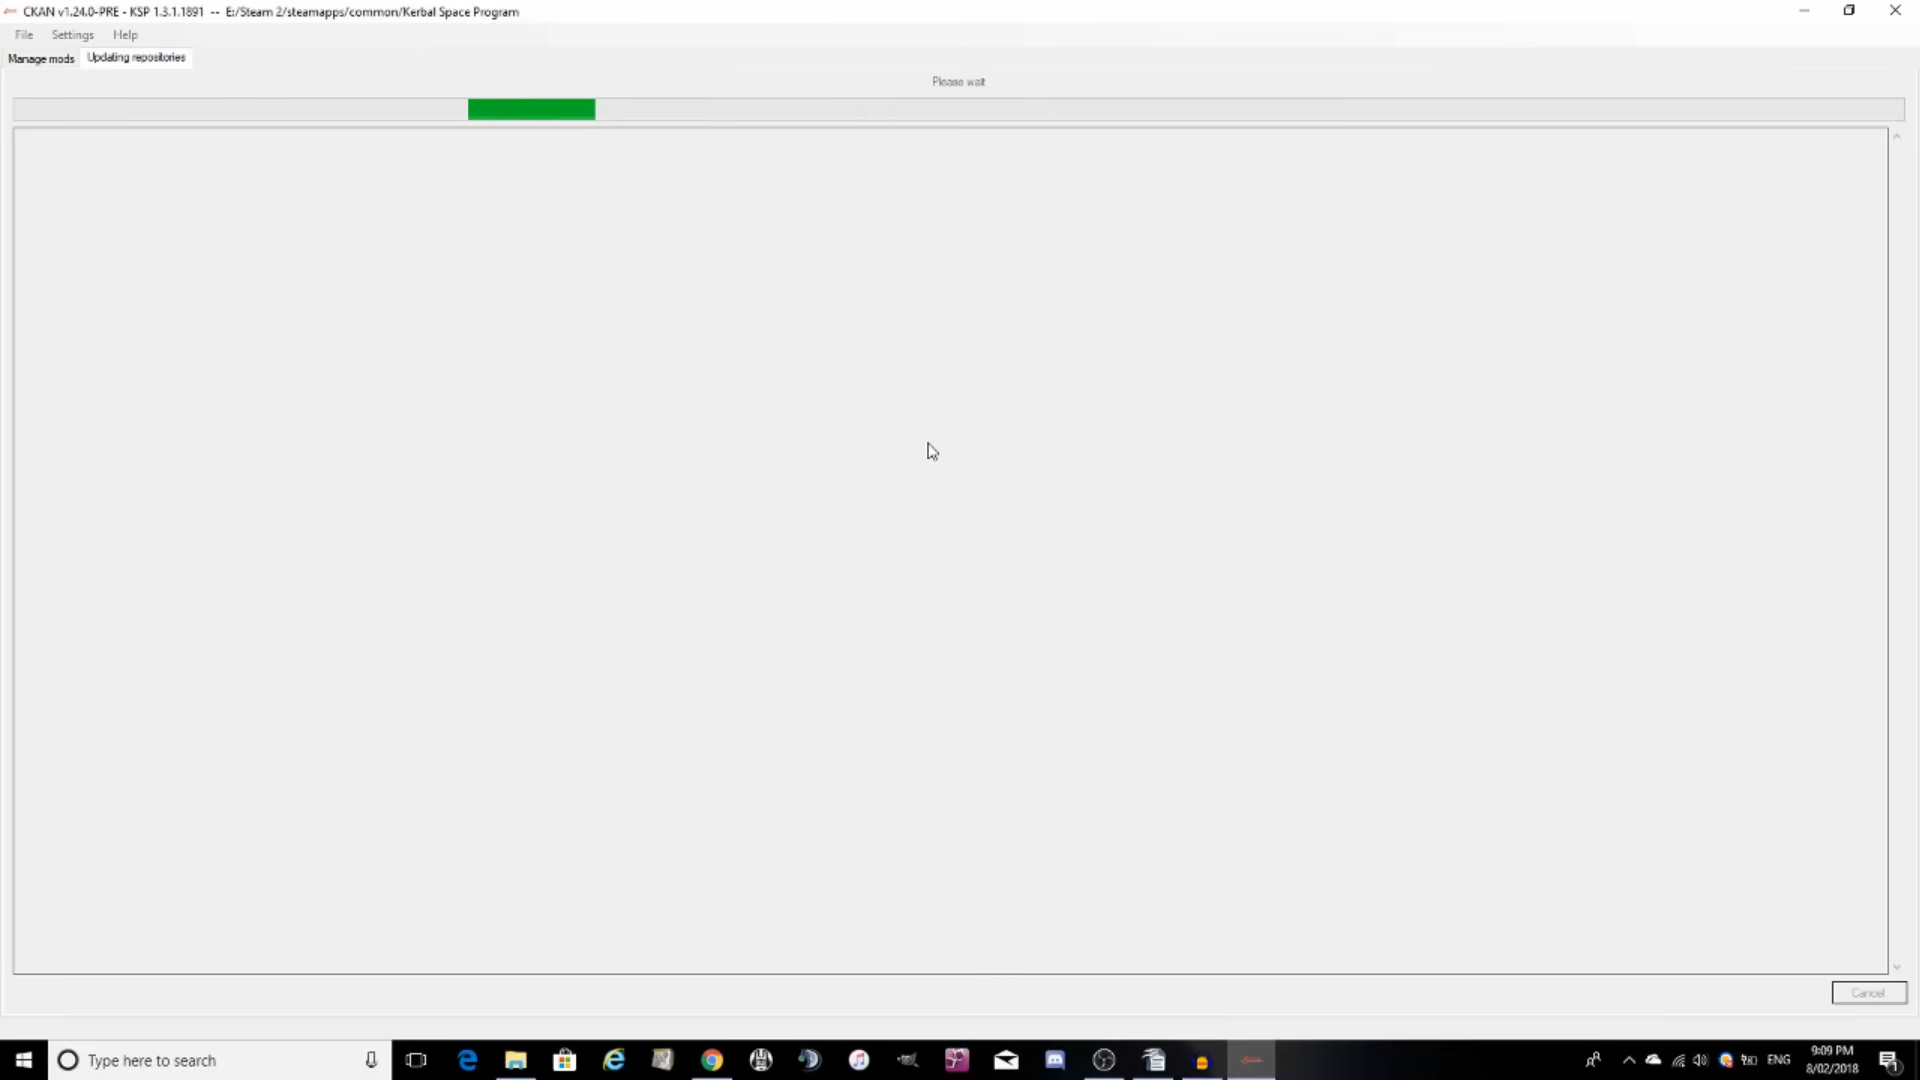 CKAN v1.24.0-PRE - KSP 1.3.1.1891 -- E:/Steam 2/steamapps/common/Kerbal Space Program
File Settings Help
Manage mods Updating repositories
Please wait
Cancel
Type here to search
ENG
9:09 PM
8/02/2018
1